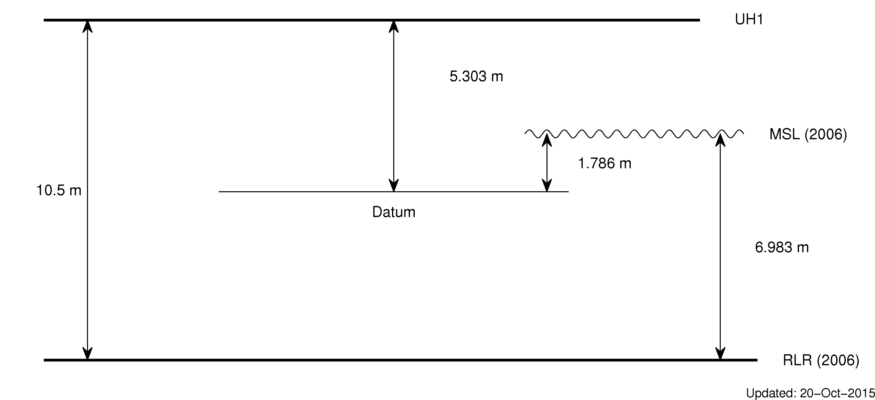 UH1
5.303 m
MSL (2006)
1.786 m
10.5 m
Datum
6.983 m
RLR (2006)
Updated: 20−Oct−2015